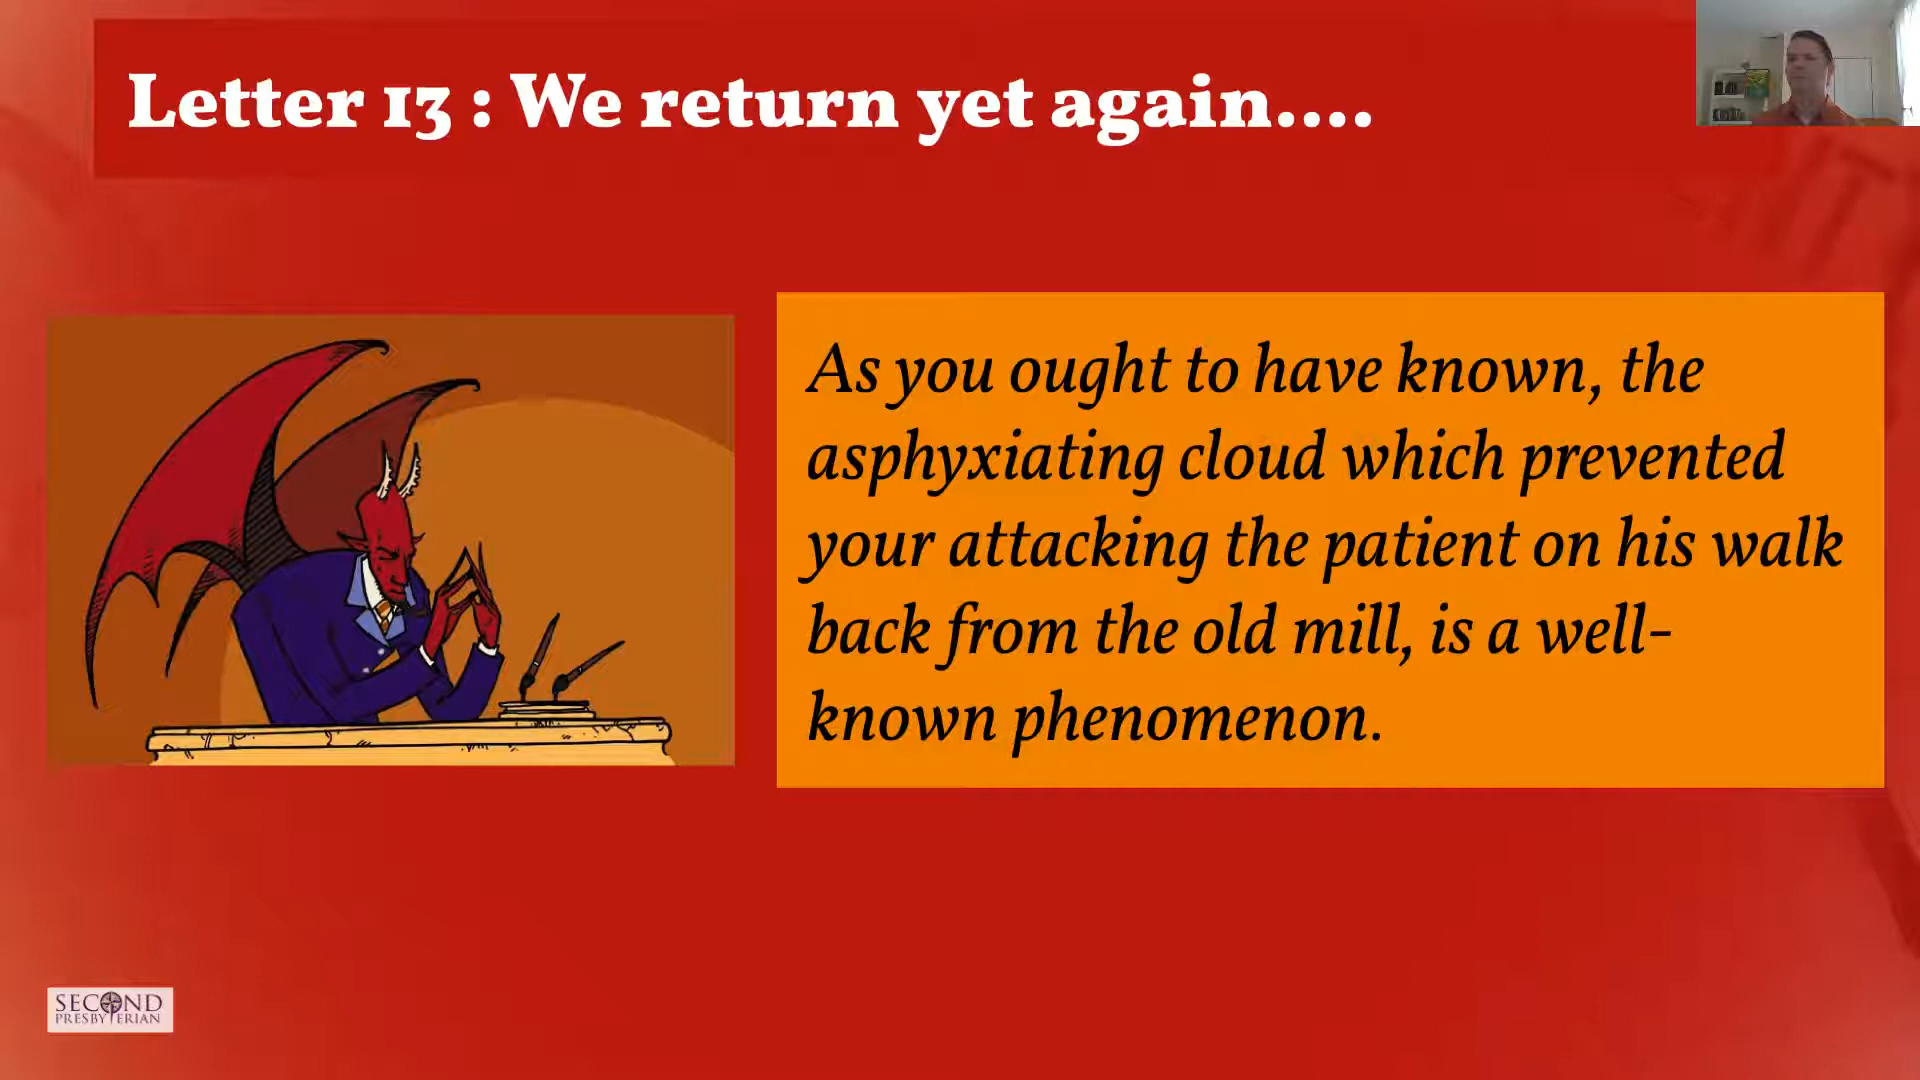 Letter 13 : We return yet again....
As you ought to have known, the
asphyxiating cloud which prevented
your attacking the patient on his walk
back from the old mill, is a well-
known phenomenon.
SECOND
PRESBYTERIAN